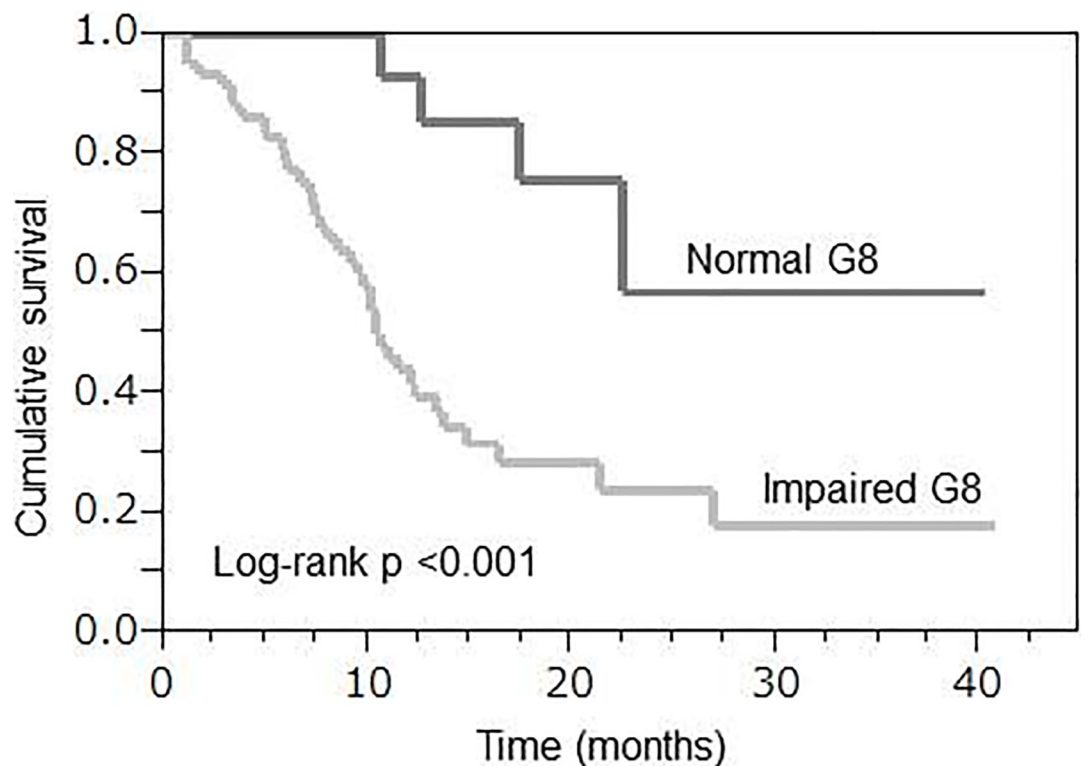 Cumulative survival
1.0
0.8
0.6
0.4
0.2
0.0
Normal G8
Impaired G8
Log-rank p <0.001
0 10 20 30 40
Time (months)